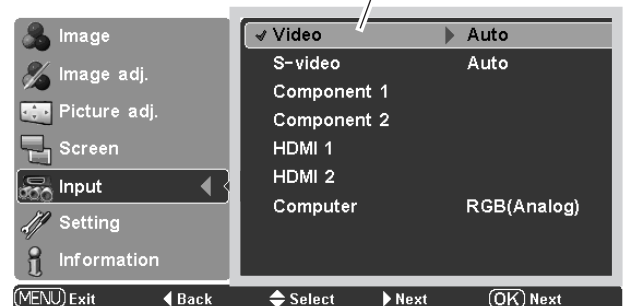 Image
Image adj.
Picture adj.
Screen
Input
Setting
Information
Video Auto
S-video Auto
Component 1
Component 2
HDMI 1
HDMI 2
Computer RGB(Analog)
MENU Exit Back Select Next OK Next